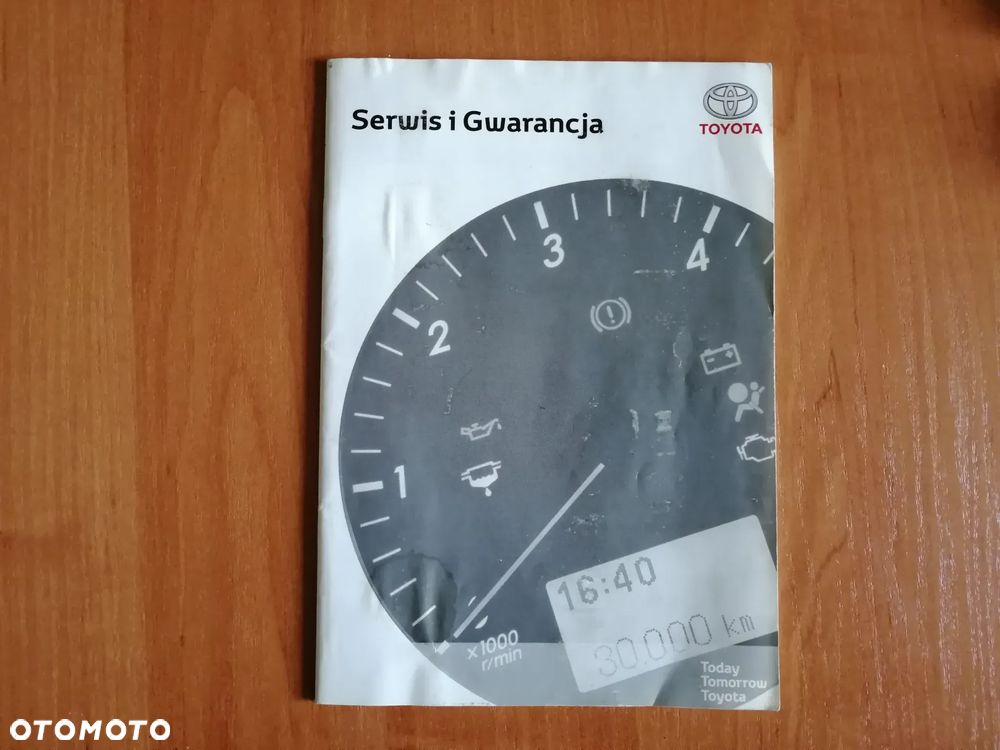 Serwis i Gwarancja
TOYOTA
3
4
2
1
16:40
30.000 km
x1000
r/min
Today
Tomorrow
Toyota
OTOMOTO